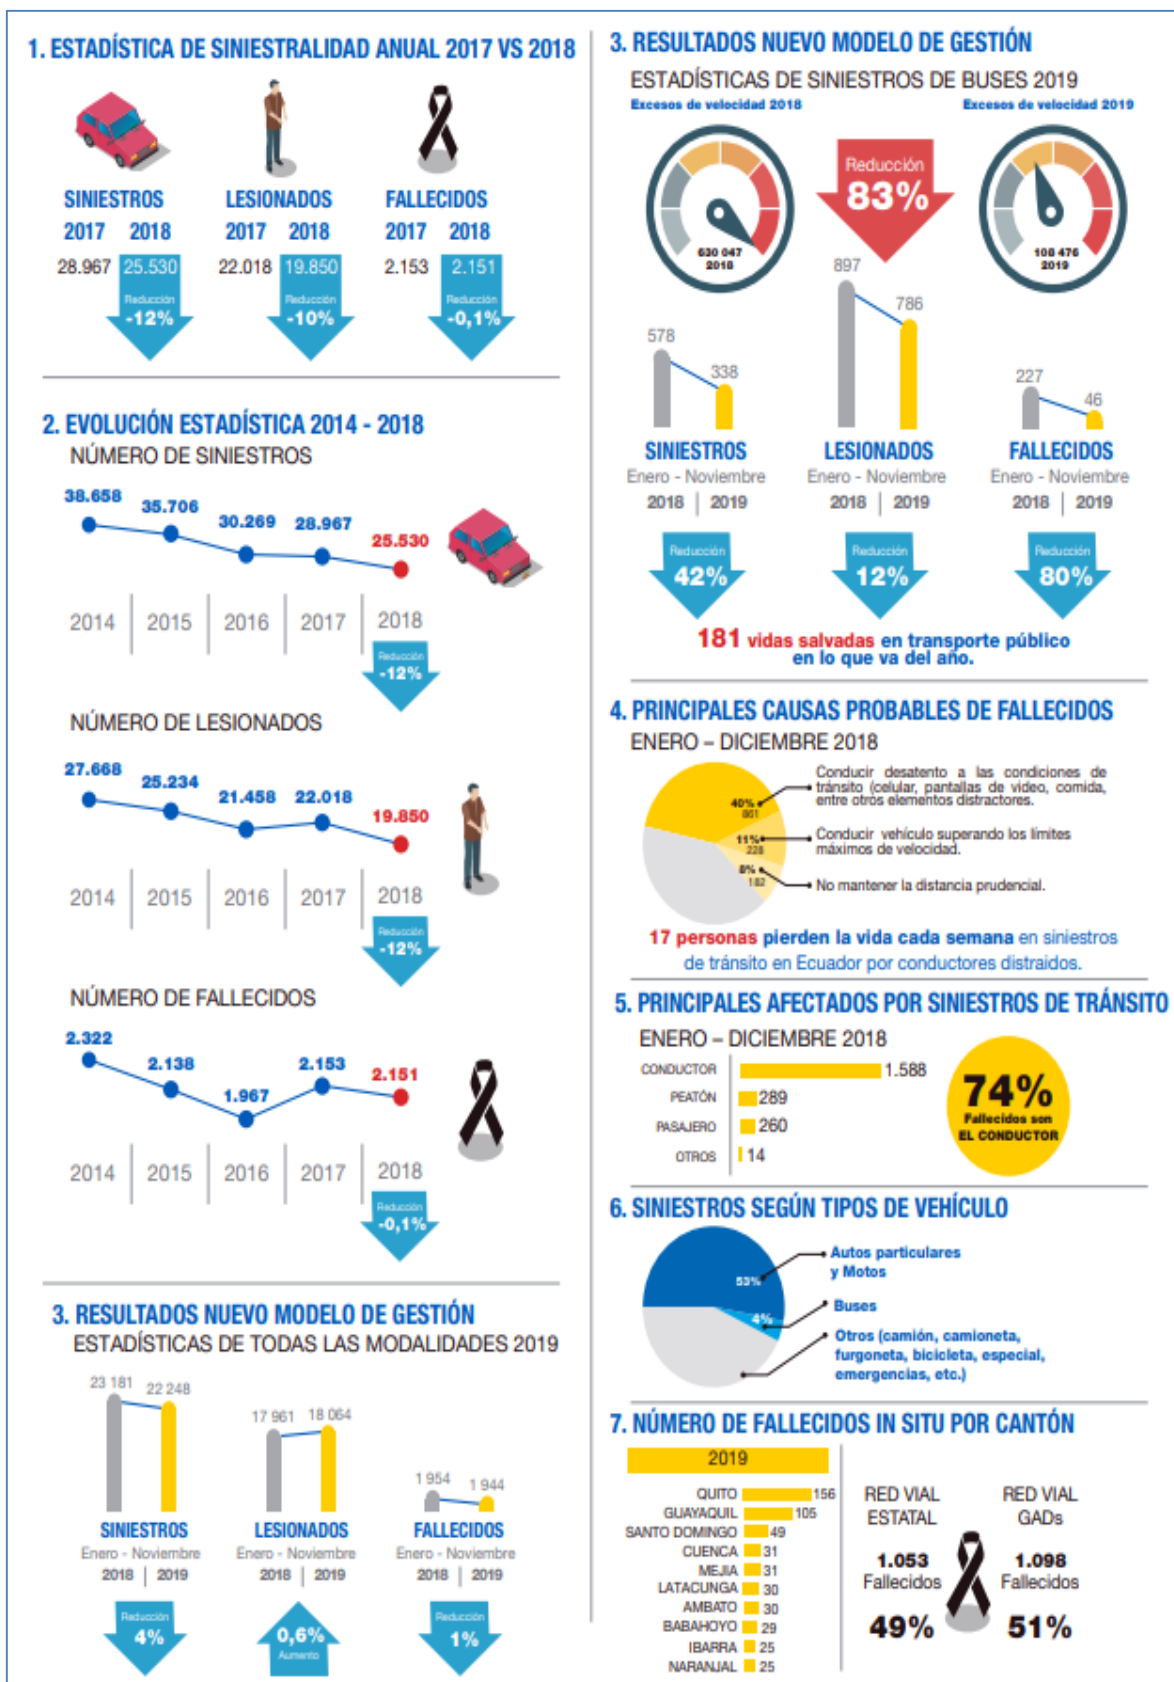 1. ESTADÍSTICA DE SINIESTRALIDAD ANUAL 2017 VS 2018
SINIESTROS
2017 2018
28.967 25.530
Reducción
-12%
LESIONADOS
2017 2018
22.018 19.850
Reducción
-10%
FALLECIDOS
2017 2018
2.153 2.151
Reducción
-0,1%
2. EVOLUCIÓN ESTADÍSTICA 2014 - 2018
NÚMERO DE SINIESTROS
38.658 35.706 30.269 28.967 25.530
2014 2015 2016 2017 2018
Reducción
-12%
NÚMERO DE LESIONADOS
27.668 25.234 21.458 22.018 19.850
2014 2015 2016 2017 2018
Reducción
-12%
NÚMERO DE FALLECIDOS
2.322 2.138 1.967 2.153 2.151
2014 2015 2016 2017 2018
Reducción
-0,1%
3. RESULTADOS NUEVO MODELO DE GESTIÓN
ESTADÍSTICAS DE TODAS LAS MODALIDADES 2019
23 181 22 248
SINIESTROS
Enero - Noviembre
2018 | 2019
Reducción
4%
17 961 18 064
LESIONADOS
Enero - Noviembre
2018 | 2019
0,6%
Aumento
1 954 1 944
FALLECIDOS
Enero - Noviembre
2018 | 2019
Reducción
1%
3. RESULTADOS NUEVO MODELO DE GESTIÓN
ESTADÍSTICAS DE SINIESTROS DE BUSES 2019
Excesos de velocidad 2018
630 047
2018
Reducción
83%
Excesos de velocidad 2019
108 476
2019
578 338
SINIESTROS
Enero - Noviembre
2018 | 2019
Reducción
42%
897 786
LESIONADOS
Enero - Noviembre
2018 | 2019
Reducción
12%
227 46
FALLECIDOS
Enero - Noviembre
2018 | 2019
Reducción
80%
181 vidas salvadas en transporte público
en lo que va del año.
4. PRINCIPALES CAUSAS PROBABLES DE FALLECIDOS
ENERO – DICIEMBRE 2018
40%
861
Conducir desatento a las condiciones de
tránsito (celular, pantallas de video, comida,
entre otros elementos distractores.
11%
228
Conducir vehículo superando los límites
máximos de velocidad.
8%
182
No mantener la distancia prudencial.
17 personas pierden la vida cada semana en siniestros
de tránsito en Ecuador por conductores distraidos.
5. PRINCIPALES AFECTADOS POR SINIESTROS DE TRÁNSITO
ENERO – DICIEMBRE 2018
CONDUCTOR 1.588
PEATÓN 289
PASAJERO 260
OTROS 14
74%
Fallecidos son
EL CONDUCTOR
6. SINIESTROS SEGÚN TIPOS DE VEHÍCULO
53%
Autos particulares
y Motos
4%
Buses
Otros (camión, camioneta,
furgoneta, bicicleta, especial,
emergencias, etc.)
7. NÚMERO DE FALLECIDOS IN SITU POR CANTÓN
2019
QUITO 156
GUAYAQUIL 105
SANTO DOMINGO 49
CUENCA 31
MEJIA 31
LATACUNGA 30
AMBATO 30
BABAHOYO 29
IBARRA 25
NARANJAL 25
RED VIAL
ESTATAL
1.053
Fallecidos
49%
RED VIAL
GADs
1.098
Fallecidos
51%